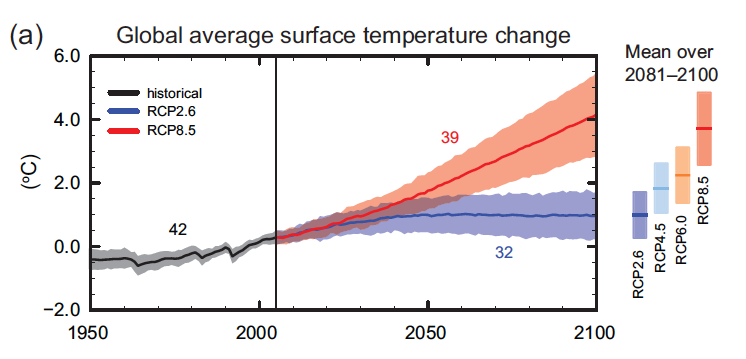 (a)
Global average surface temperature change
Mean over
2081–2100
6.0
4.0
2.0
0.0
−2.0
(ºC)
historical
RCP2.6
RCP8.5
39
42
32
1950
2000
2050
2100
RCP2.6
RCP4.5
RCP6.0
RCP8.5